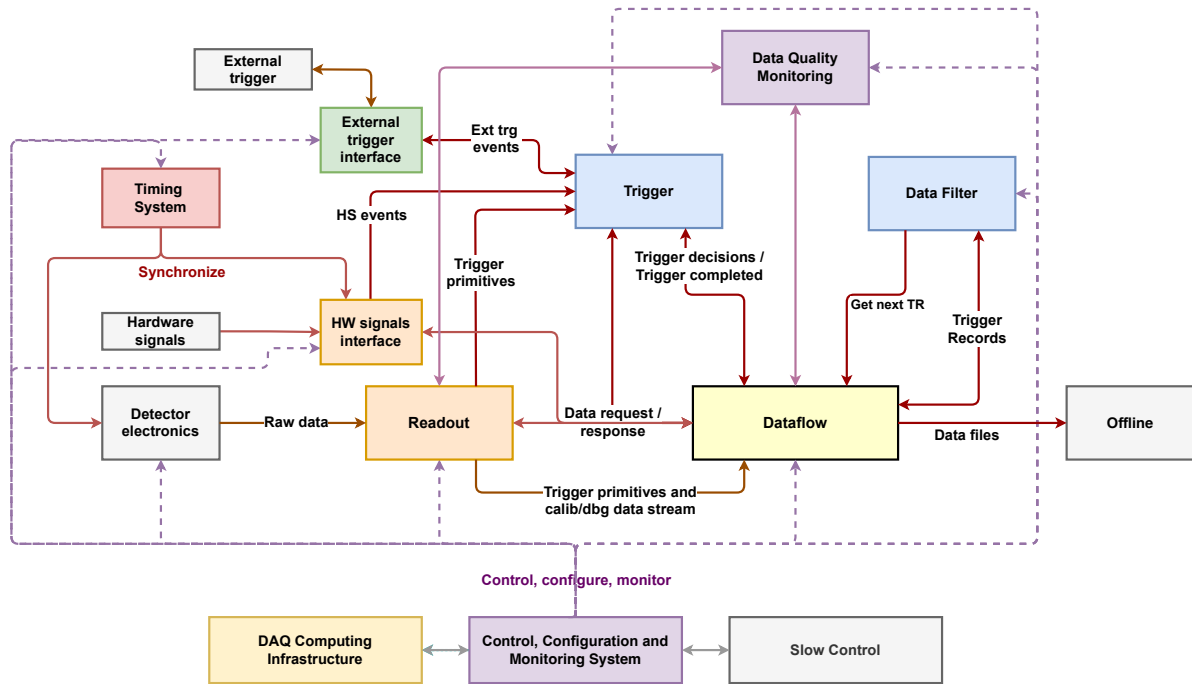 External
trigger
Data Quality
Monitoring
External
trigger
interface
Ext trg
events
Timing
System
Trigger
Data Filter
HS events
Synchronize
Trigger
primitives
Trigger decisions /
Trigger completed
Get next TR
Trigger
Records
Hardware
signals
HW signals
interface
Detector
electronics
Raw data
Readout
Data request /
response
Dataflow
Data files
Offline
Trigger primitives and
calib/dbg data stream
Control, configure, monitor
DAQ Computing
Infrastructure
Control, Configuration and
Monitoring System
Slow Control